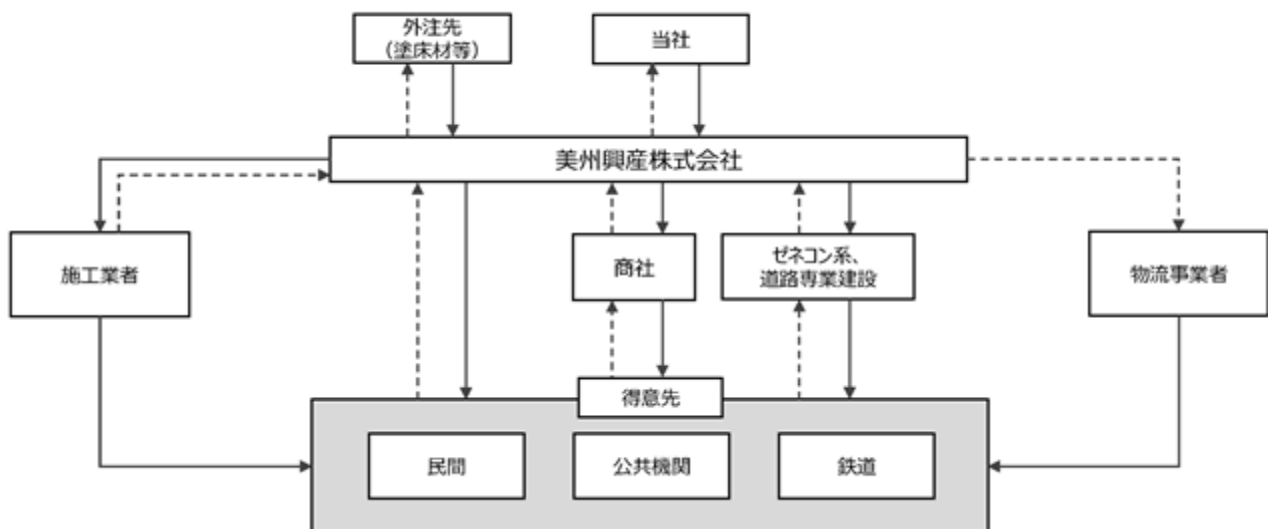 外注先
（塗床材等）
当社
美州興産株式会社
施工業者
商社
ゼネコン系、
道路専業建設
物流事業者
得意先
民間
公共機関
鉄道